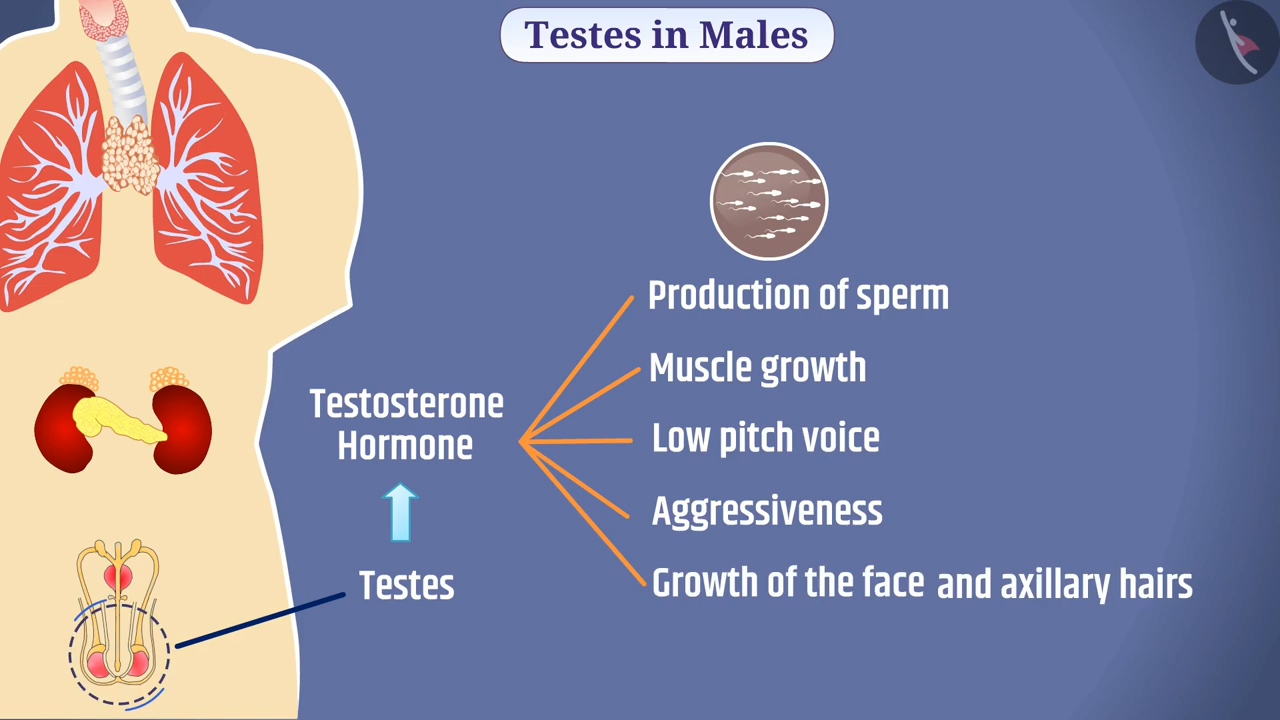 Testes in Males
Production of sperm
Muscle growth
Testosterone
Hormone
Low pitch voice
Aggressiveness
Testes
Growth of the face and axillary hairs